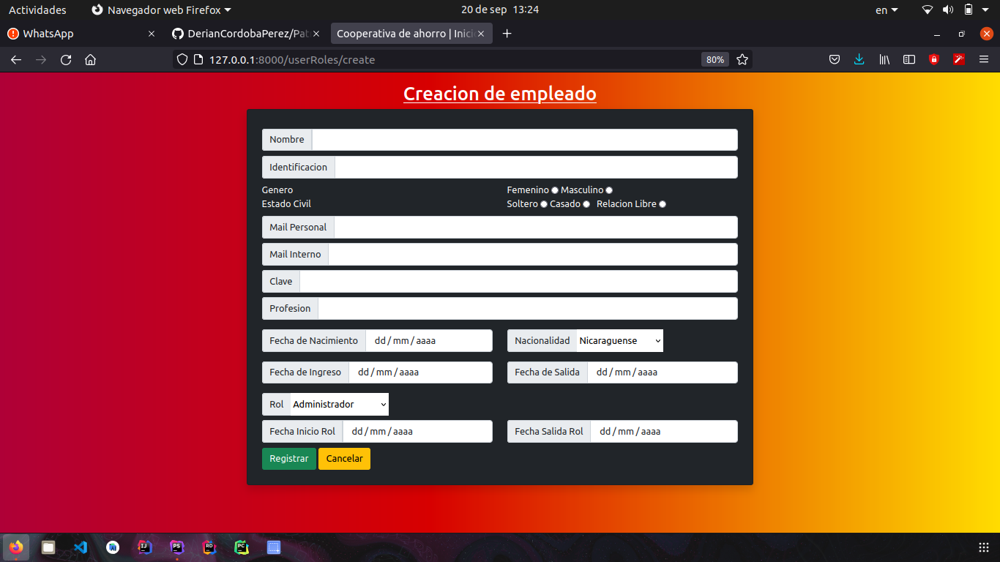 Actividades Navegador web Firefox 20 de sep 13:24 en
WhatsApp DerianCordobaPerez/Pat Cooperativa de ahorro | Inici
127.0.0.1:8000/userRoles/create 80%
Creacion de empleado
Nombre
Identificacion
Genero Femenino Masculino
Estado Civil Soltero Casado Relacion Libre
Mail Personal
Mail Interno
Clave
Profesion
Fecha de Nacimiento dd / mm / aaaa Nacionalidad Nicaraguense
Fecha de Ingreso dd / mm / aaaa Fecha de Salida dd / mm / aaaa
Rol Administrador
Fecha Inicio Rol dd / mm / aaaa Fecha Salida Rol dd / mm / aaaa
Registrar Cancelar
IJ PS RD PC